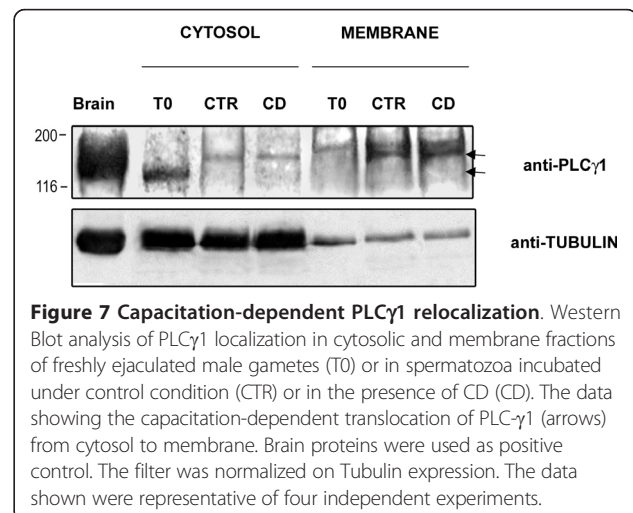 CYTOSOL MEMBRANE
Brain T0 CTR CD T0 CTR CD
200
116
anti-PLCγ1
anti-TUBULIN
Figure 7 Capacitation-dependent PLCγ1 relocalization. Western
Blot analysis of PLCγ1 localization in cytosolic and membrane fractions
of freshly ejaculated male gametes (T0) or in spermatozoa incubated
under control condition (CTR) or in the presence of CD (CD). The data
showing the capacitation-dependent translocation of PLC-γ1 (arrows)
from cytosol to membrane. Brain proteins were used as positive
control. The filter was normalized on Tubulin expression. The data
shown were representative of four independent experiments.